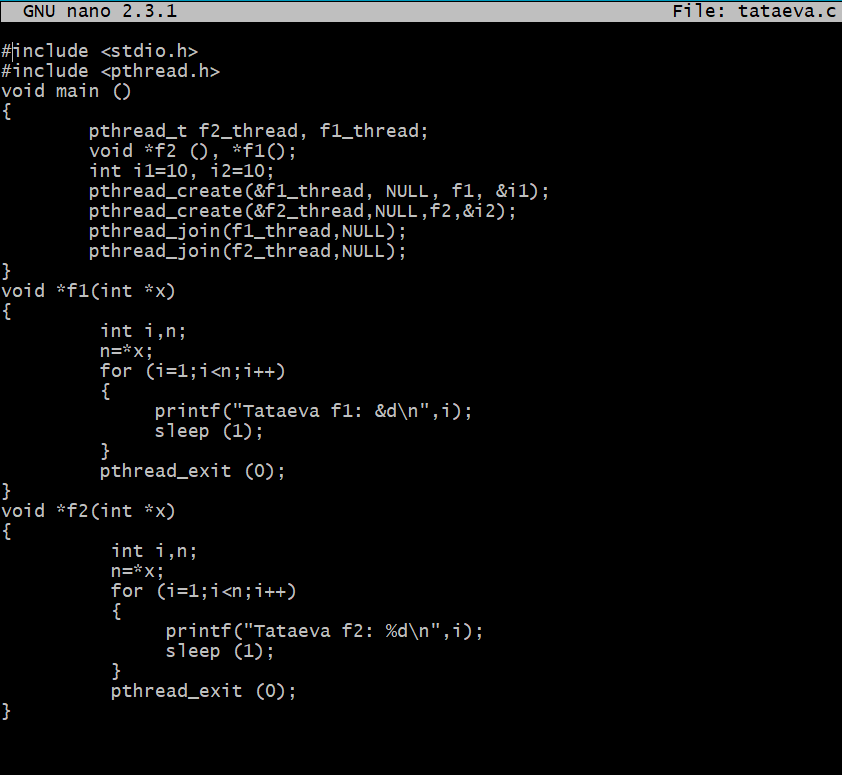 GNU nano 2.3.1 File: tataeva.c
#include <stdio.h>
#include <pthread.h>
void main ()
{
pthread_t f2_thread, f1_thread;
void *f2 (), *f1();
int i1=10, i2=10;
pthread_create(&f1_thread, NULL, f1, &i1);
pthread_create(&f2_thread,NULL,f2,&i2);
pthread_join(f1_thread,NULL);
pthread_join(f2_thread,NULL);
}
void *f1(int *x)
{
int i,n;
n=*x;
for (i=1;i<n;i++)
{
printf("Tataeva f1: &d\n",i);
sleep (1);
}
pthread_exit (0);
}
void *f2(int *x)
{
int i,n;
n=*x;
for (i=1;i<n;i++)
{
printf("Tataeva f2: %d\n",i);
sleep (1);
}
pthread_exit (0);
}